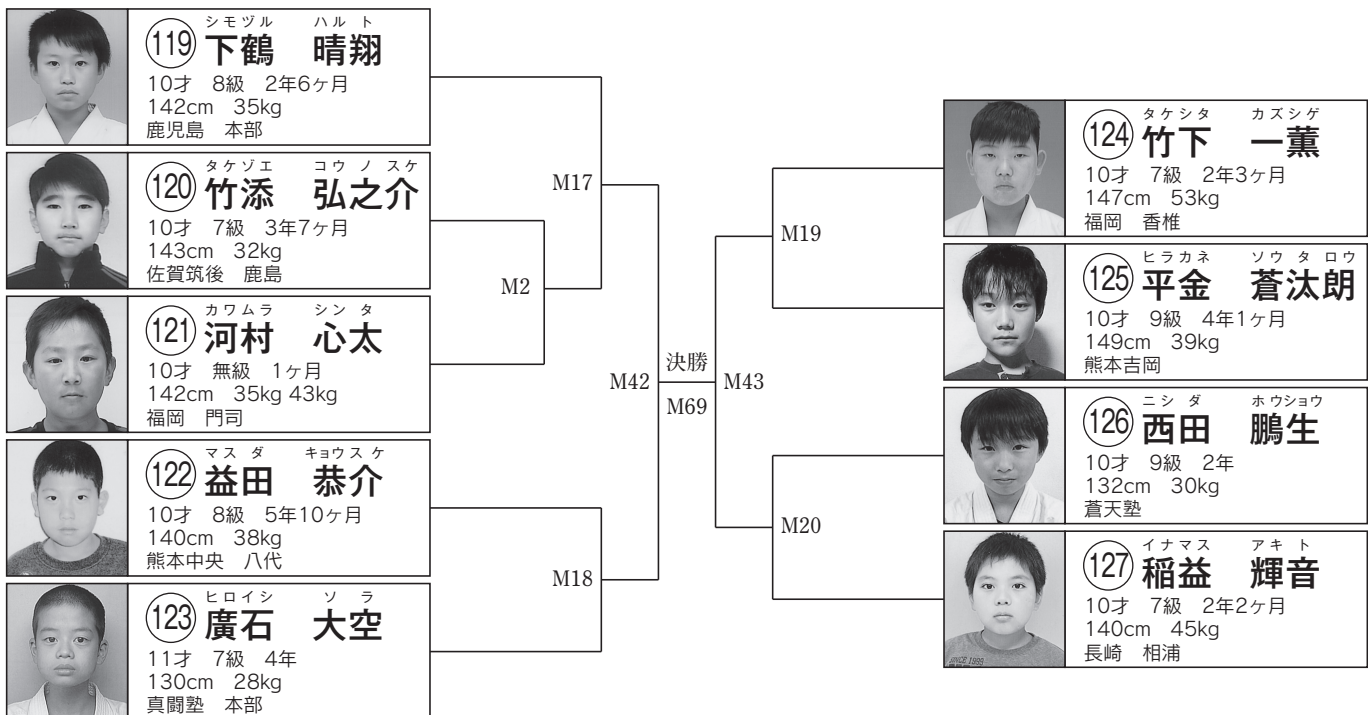 シモヅル ハルト
119 下鶴 晴翔
10才 8級 2年6ヶ月
142cm 35kg
鹿児島 本部
タケゾエ コウノスケ
120 竹添 弘之介
10才 7級 3年7ヶ月
143cm 32kg
佐賀筑後 鹿島
カワムラ シンタ
121 河村 心太
10才 無級 1ヶ月
142cm 35kg 43kg
福岡 門司
マスダ キョウスケ
122 益田 恭介
10才 8級 5年10ヶ月
140cm 38kg
熊本中央 八代
ヒロイシ ソラ
123 廣石 大空
11才 7級 4年
130cm 28kg
真闘塾 本部
M17
M2
M42
M18
決勝
M69
M43
M19
M20
タケシタ カズシゲ
124 竹下 一薫
10才 7級 2年3ヶ月
147cm 53kg
福岡 香椎
ヒラカネ ソウタロウ
125 平金 蒼汰朗
10才 9級 4年1ヶ月
149cm 39kg
熊本吉岡
ニシダ ホウショウ
126 西田 鵬生
10才 9級 2年
132cm 30kg
蒼天塾
イナマス アキト
127 稲益 輝音
10才 7級 2年2ヶ月
140cm 45kg
長崎 相浦
SINCE 1999